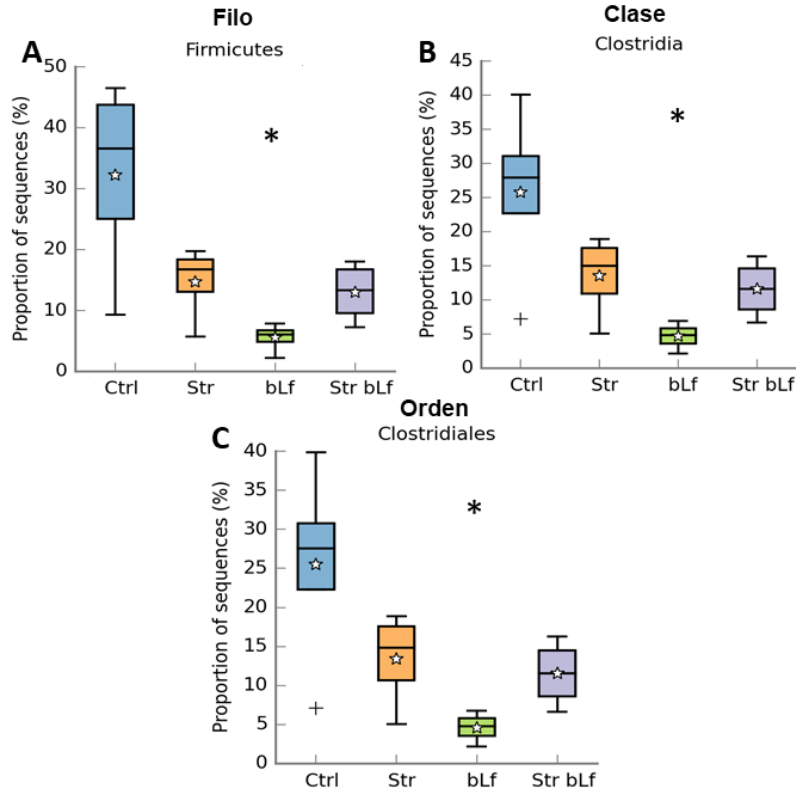 Filo
A
Firmicutes
Proportion of sequences (%)
50
40
30
20
10
0
*
Ctrl
Str
bLf
Str bLf
Clase
B
Clostridia
Proportion of sequences (%)
45
40
35
30
25
20
15
10
5
0
*
Ctrl
Str
bLf
Str bLf
Orden
C
Clostridiales
Proportion of sequences (%)
40
35
30
25
20
15
10
5
0
*
Ctrl
Str
bLf
Str bLf